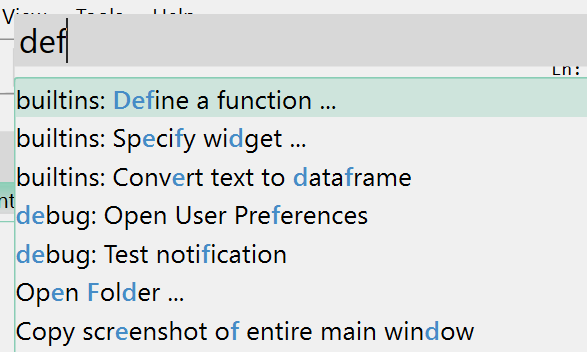 View Tools Help
def
Ln:
builtins: Define a function ...
builtins: Specify widget ...
builtins: Convert text to dataframe
debug: Open User Preferences
debug: Test notification
Open Folder ...
Copy screenshot of entire main window